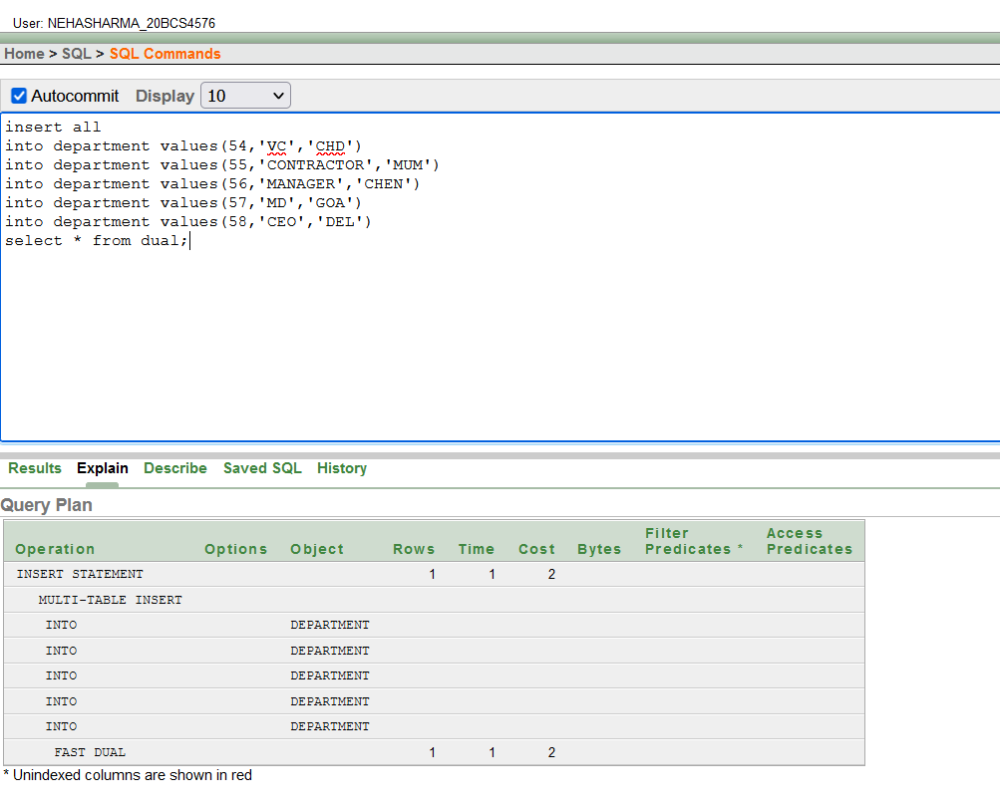 User: NEHASHARMA_20BCS4576
Home > SQL > SQL Commands
Autocommit Display 10
insert all
into department values(54,'VC','CHD')
into department values(55,'CONTRACTOR','MUM')
into department values(56,'MANAGER','CHEN')
into department values(57,'MD','GOA')
into department values(58,'CEO','DEL')
select * from dual;
Results Explain Describe Saved SQL History
Query Plan
Operation Options Object Rows Time Cost Bytes Filter Predicates * Access Predicates
INSERT STATEMENT 1 1 2
MULTI-TABLE INSERT
INTO DEPARTMENT
INTO DEPARTMENT
INTO DEPARTMENT
INTO DEPARTMENT
INTO DEPARTMENT
FAST DUAL 1 1 2
* Unindexed columns are shown in red